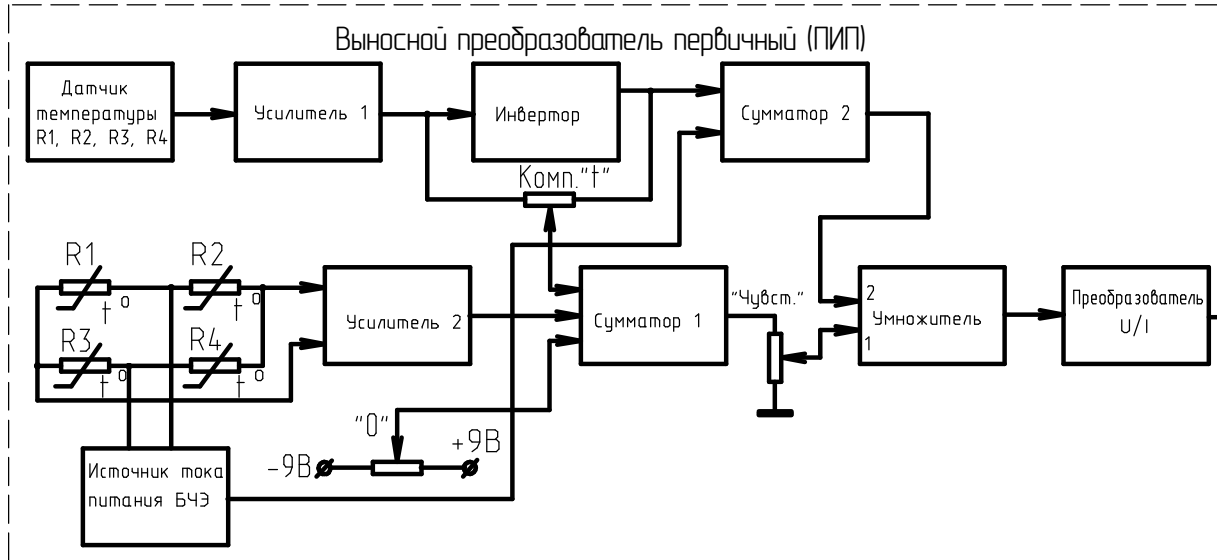 Выносной преобразователь первичный (ПИП)
Датчик
температуры
R1, R2, R3, R4
Усилитель 1
Инвертор
Сумматор 2
Комп."t"
R1
R2
t°
t°
R3
R4
t°
t°
Усилитель 2
Сумматор 1
"Чувст."
2
Умножитель
1
Преобразователь
U/I
"0"
-9В
+9В
Источник тока
питания БЧЭ